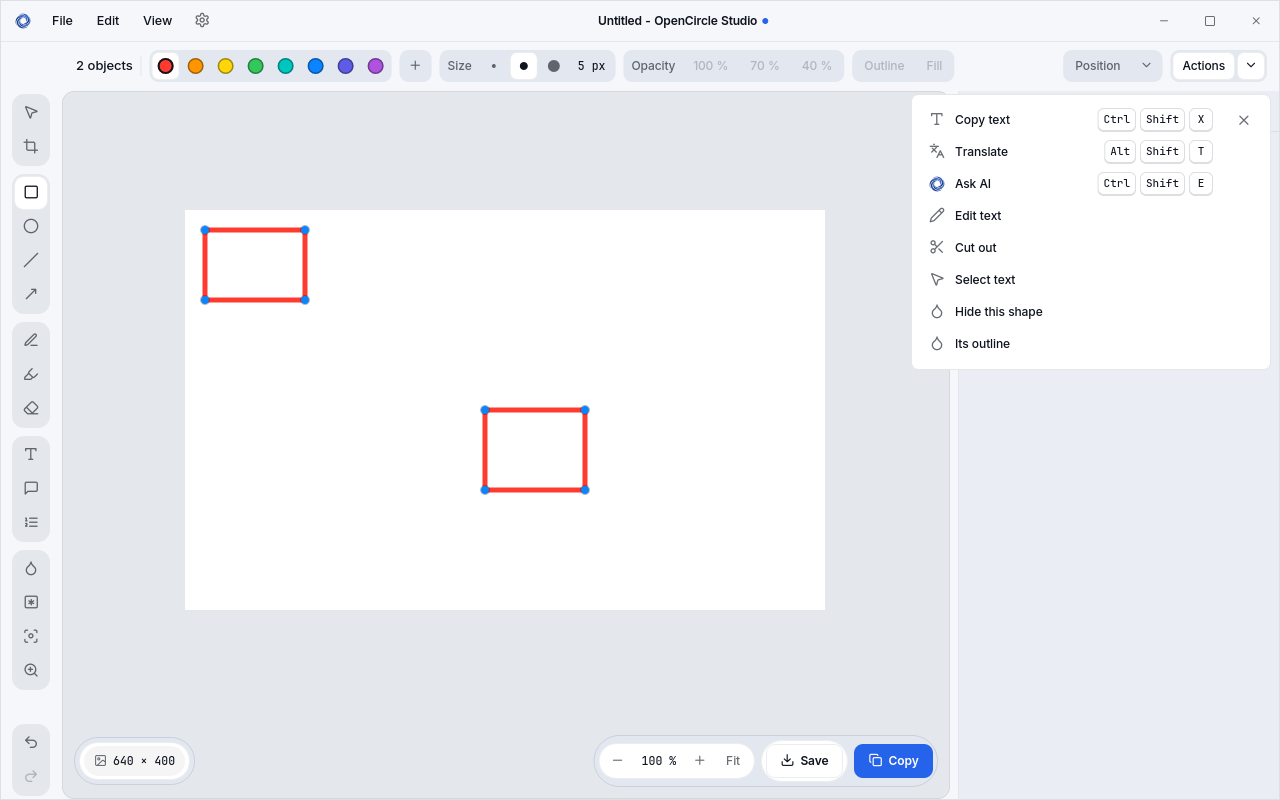 File Edit View Untitled - OpenCircle Studio
2 objects Size 5 px Opacity 100 % 70 % 40 % Outline Fill Position Actions
Copy text Ctrl Shift X
Translate Alt Shift T
Ask AI Ctrl Shift E
Edit text
Cut out
Select text
Hide this shape
Its outline
640 × 400 100 % Fit Save Copy